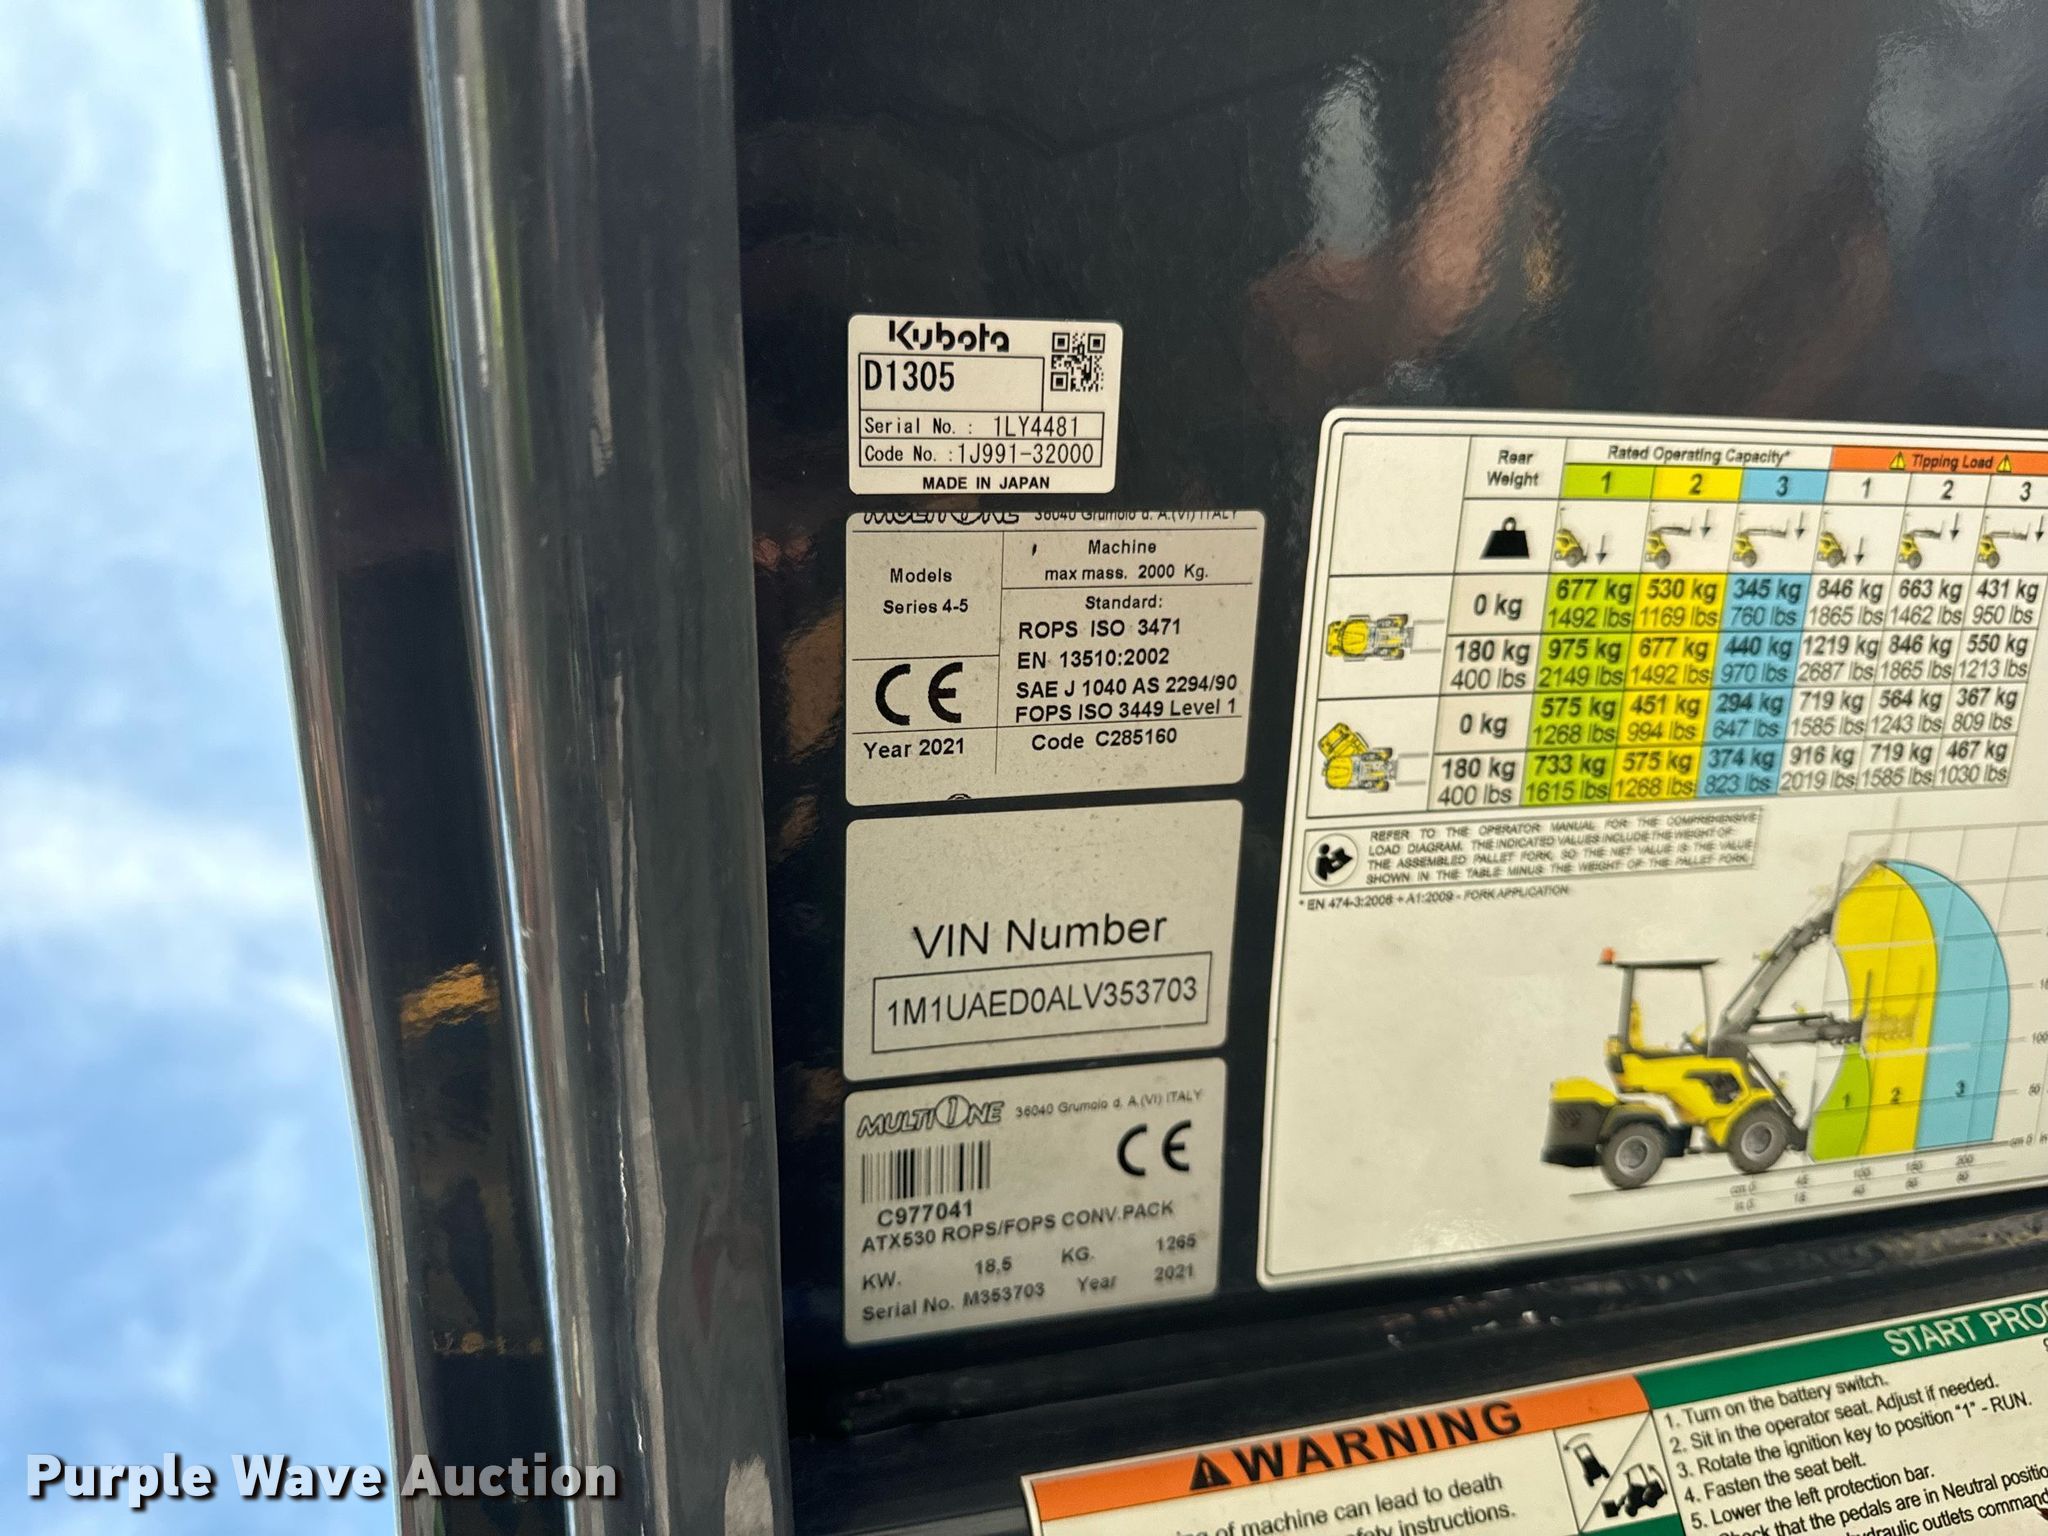 Kubota
D1305
Serial No. : 1LY4481
Code No. : 1J991-32000
MADE IN JAPAN
MULTIONE 36040 Grumolo d. A.(VI) ITALY
Models
Series 4-5
Machine
max mass. 2000 Kg.
Standard:
ROPS ISO 3471
EN 13510:2002
SAE J 1040 AS 2294/90
FOPS ISO 3449 Level 1
CE
Year 2021
Code C285160
VIN Number
1M1UAED0ALV353703
MULTIONE 36040 Grumolo d. A.(VI) ITALY
CE
C977041
ATX530 ROPS/FOPS CONV.PACK
KW. 18,5 KG. 1265
Serial No. M353703 Year 2021
Rear Weight
Rated Operating Capacity*
Tipping Load
1 2 3 1 2 3
0 kg 677 kg 530 kg 345 kg 846 kg 663 kg 431 kg
1492 lbs 1169 lbs 760 lbs 1865 lbs 1462 lbs 950 lbs
180 kg 975 kg 677 kg 440 kg 1219 kg 846 kg 550 kg
400 lbs 2149 lbs 1492 lbs 970 lbs 2687 lbs 1865 lbs 1213 lbs
0 kg 575 kg 451 kg 294 kg 719 kg 564 kg 367 kg
1268 lbs 994 lbs 647 lbs 1585 lbs 1243 lbs 809 lbs
180 kg 733 kg 575 kg 374 kg 916 kg 719 kg 467 kg
400 lbs 1615 lbs 1268 lbs 823 lbs 2019 lbs 1585 lbs 1030 lbs
REFER TO THE OPERATOR MANUAL FOR THE COMPREHENSIVE
LOAD DIAGRAM. THE INDICATED VALUES INCLUDE THE WEIGHT OF
THE ASSEMBLED PALLET FORK, SO THE NET VALUE IS THE VALUE
SHOWN IN THE TABLE MINUS THE WEIGHT OF THE PALLET FORK.
* EN 474-3:2006 + A1:2009 - FORK APPLICATION
1 2 3
WARNING
of machine can lead to death
instructions.
START
1. Turn on the battery switch.
2. Sit in the operator seat. Adjust if needed.
3. Rotate the ignition key to position "1" - RUN.
4. Fasten the seat belt.
5. Lower the left protection bar.
that the pedals are in Neutral
outlets
Purple Wave Auction